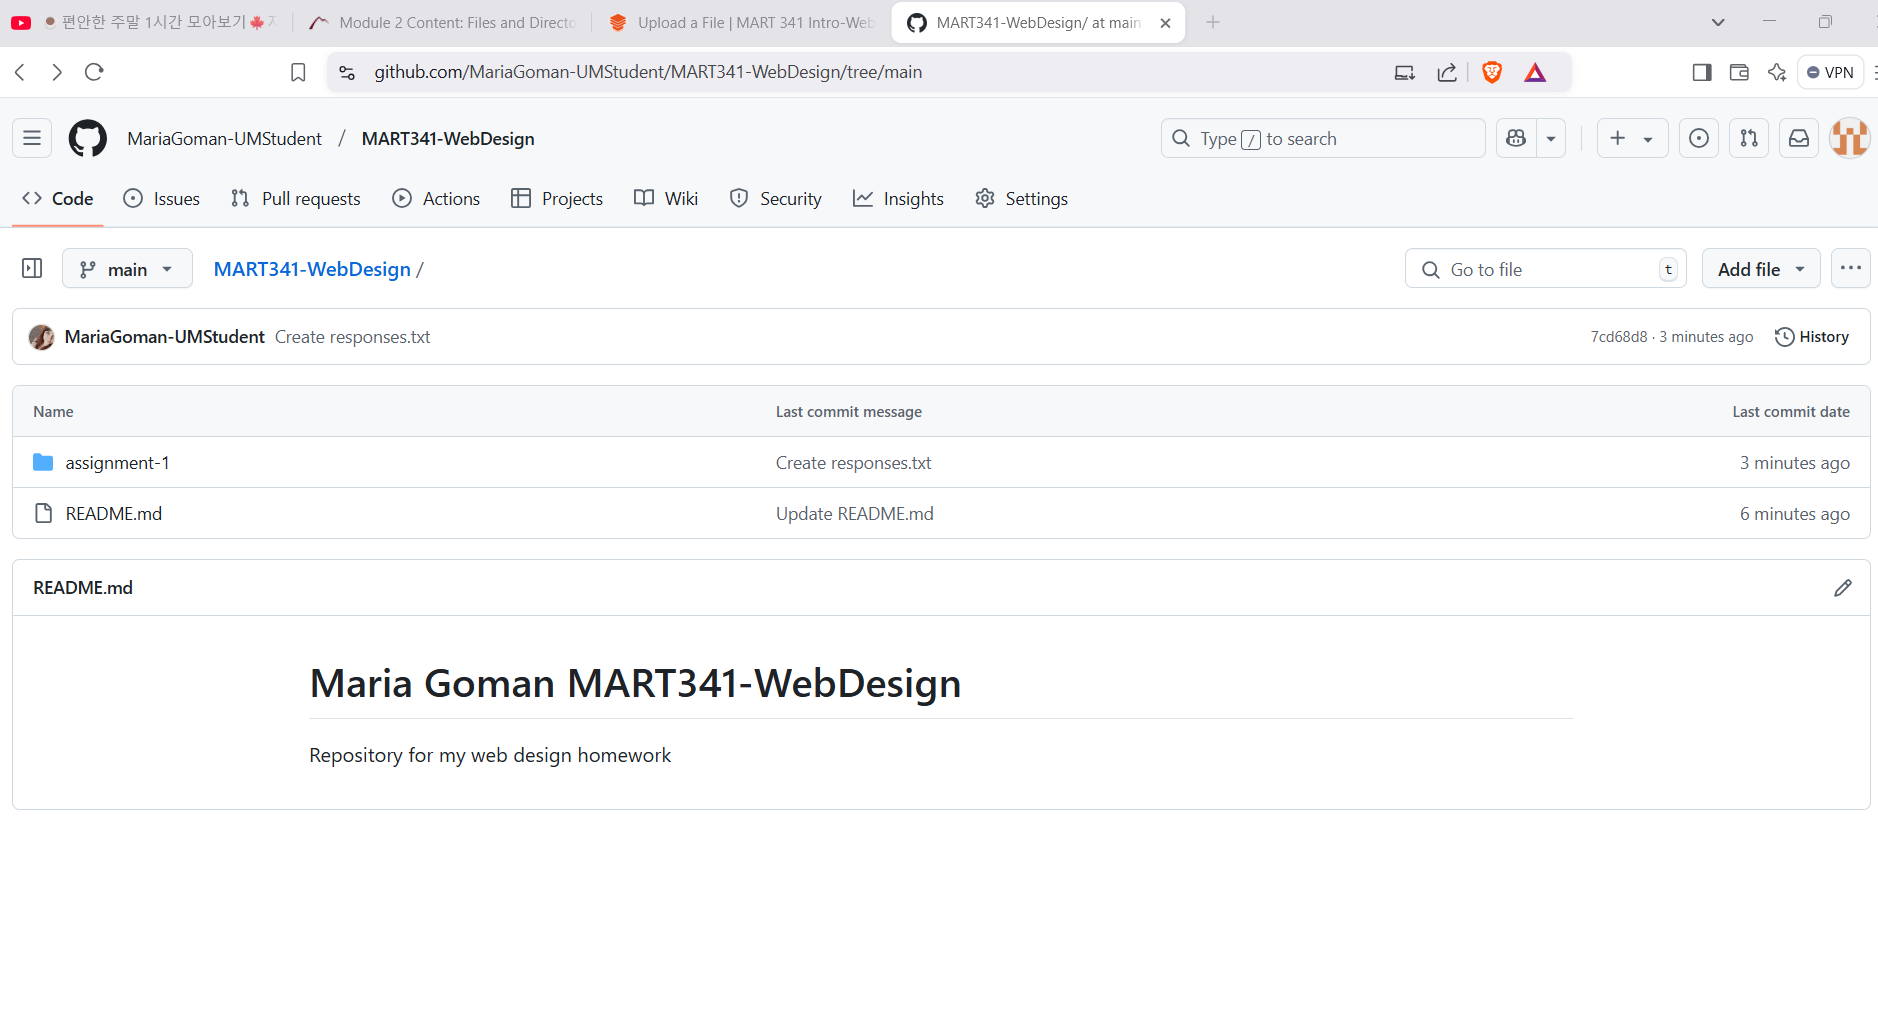 편안한 주말 1시간 모아보기🍁
Module 2 Content: Files and Directo
Upload a File | MART 341 Intro-Web
MART341-WebDesign/ at main
github.com/MariaGoman-UMStudent/MART341-WebDesign/tree/main
VPN
MariaGoman-UMStudent / MART341-WebDesign
Type / to search
Code Issues Pull requests Actions Projects Wiki Security Insights Settings
main MART341-WebDesign /
Go to file t
Add file
MariaGoman-UMStudent Create responses.txt 7cd68d8 · 3 minutes ago History
Name Last commit message Last commit date
assignment-1 Create responses.txt 3 minutes ago
README.md Update README.md 6 minutes ago
README.md
Maria Goman MART341-WebDesign
Repository for my web design homework